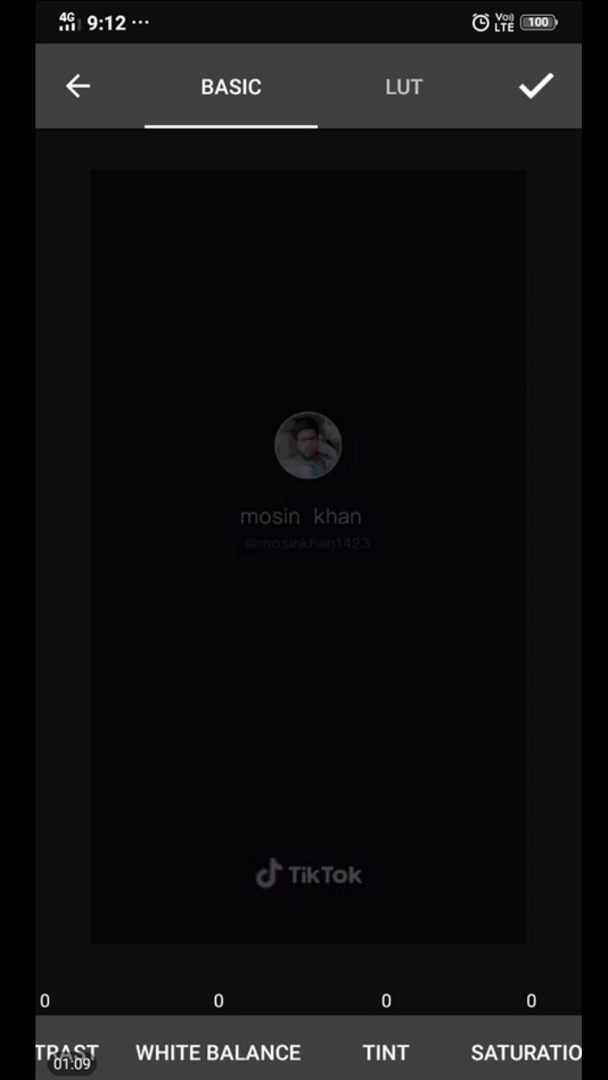 4G 9:12 ... Vo)) LTE 100
BASIC LUT
mosin khan
@mosinkhan1423
TikTok
0 0 0 0
TRAST WHITE BALANCE TINT SATURATIO
01:09